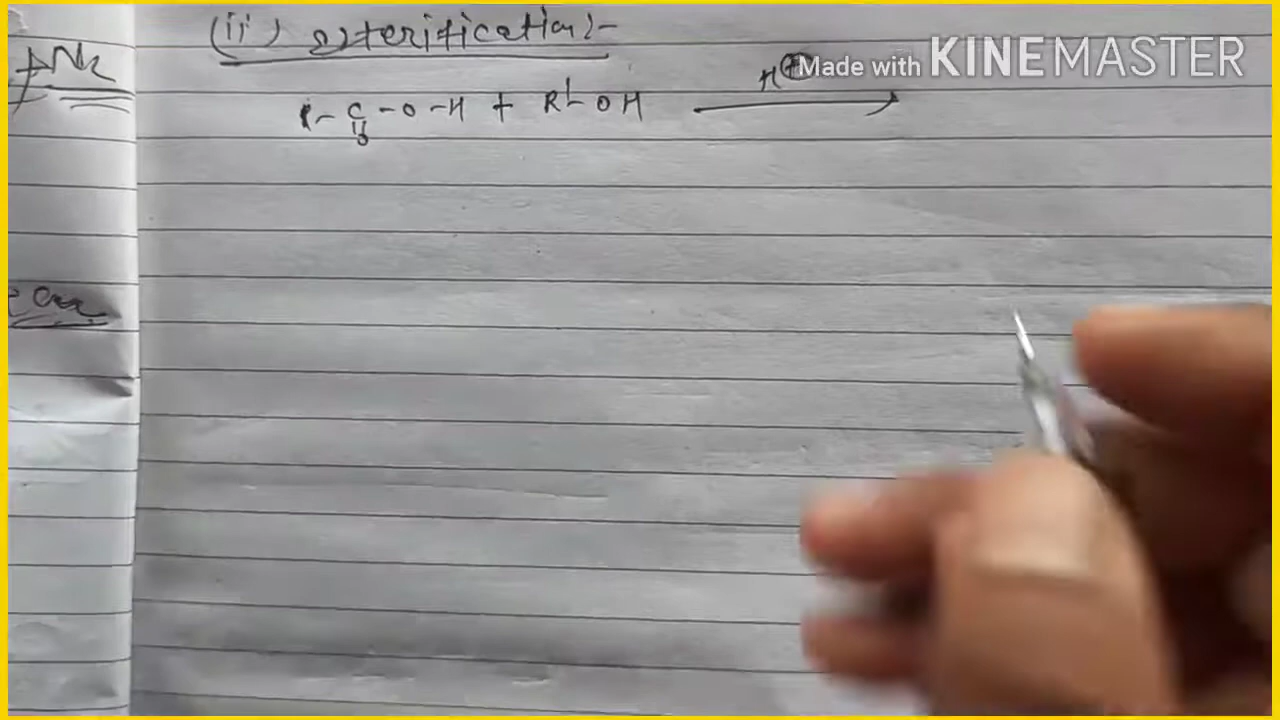 (ii) esterification:-
H⊕
R-C-O-H + R'-OH ⟶
O
Made with KINEMASTER